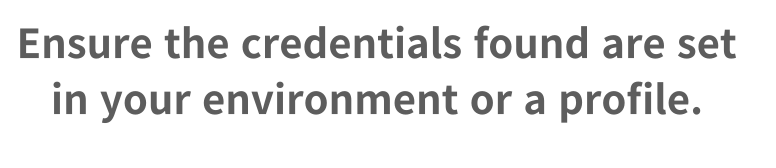 Ensure the credentials found are set
in your environment or a profile.